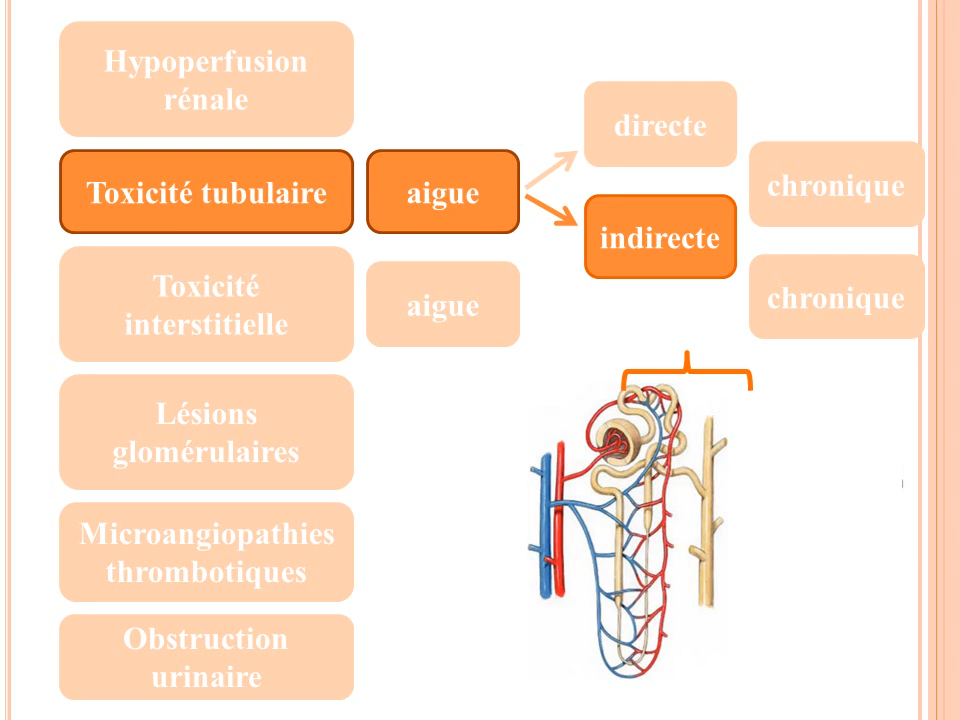 Hypoperfusion
rénale
directe
Toxicité tubulaire
aigue
chronique
indirecte
Toxicité
interstitielle
aigue
chronique
Lésions
glomérulaires
Microangiopathies
thrombotiques
Obstruction
urinaire